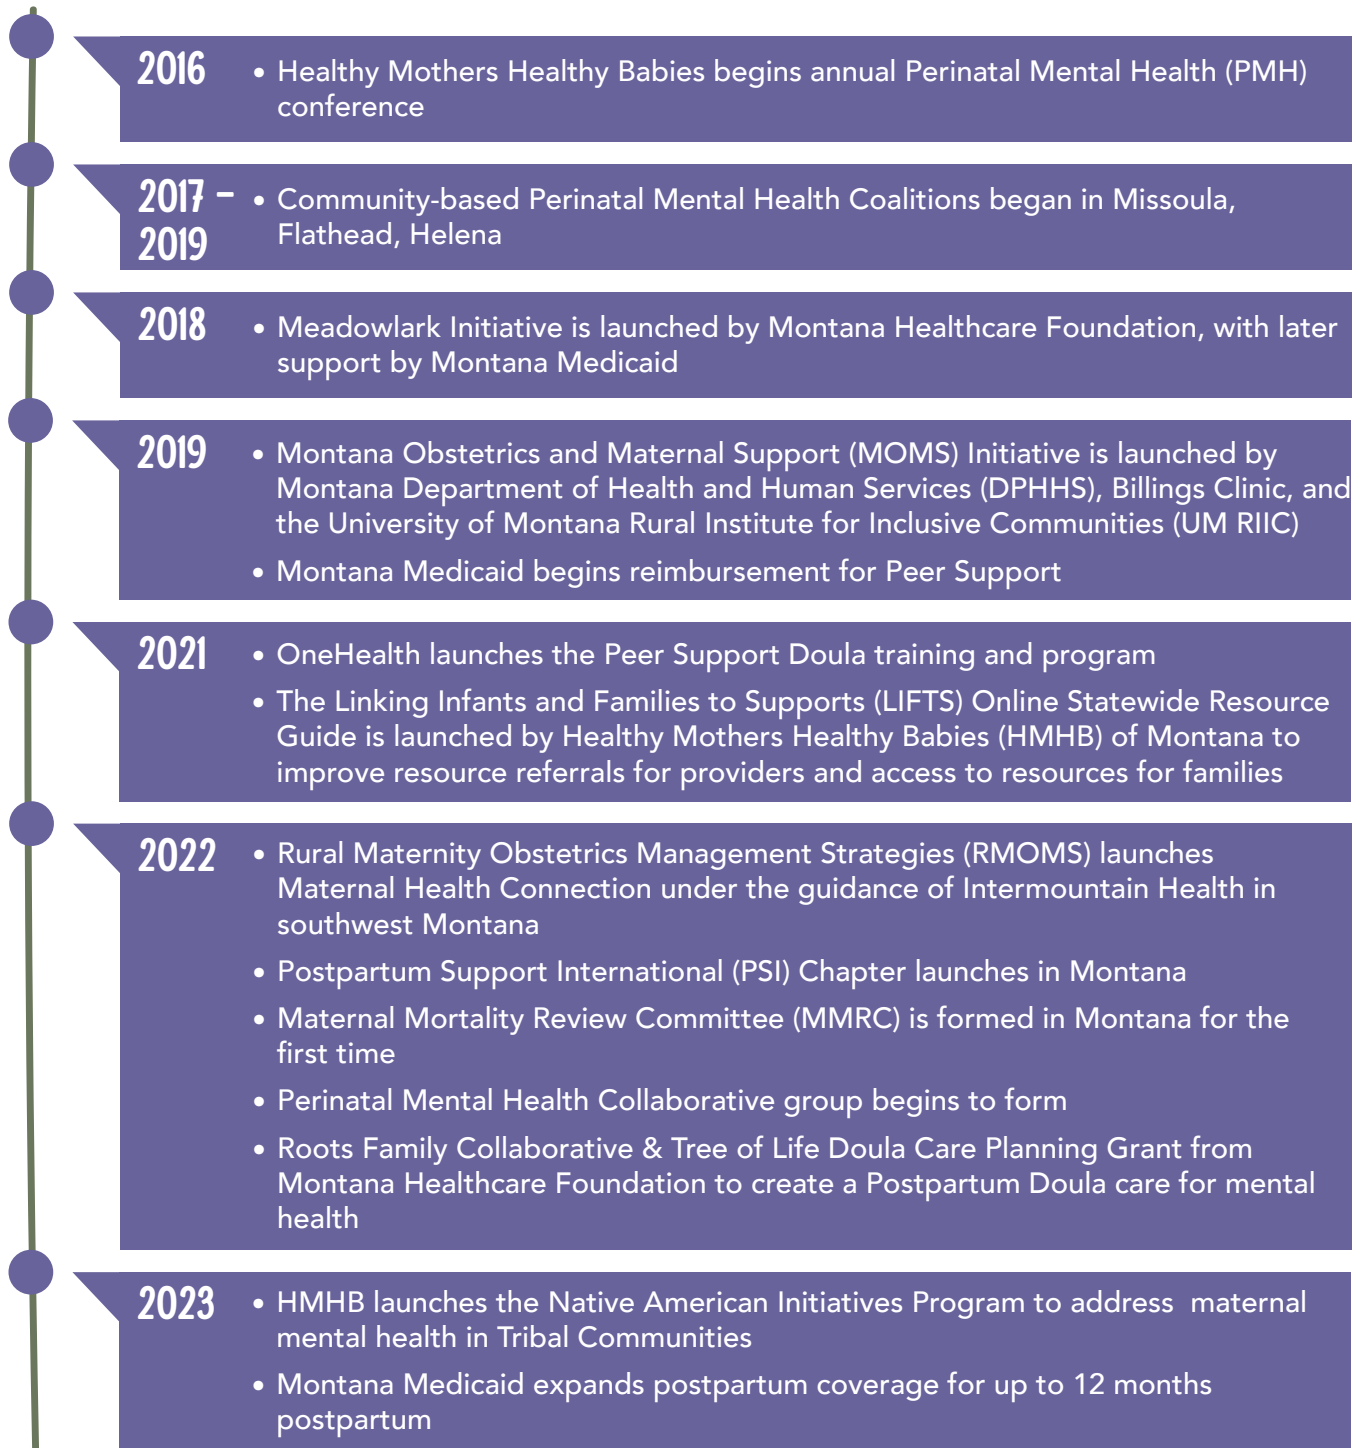 2016
• Healthy Mothers Healthy Babies begins annual Perinatal Mental Health (PMH)
conference
2017 –
2019
• Community-based Perinatal Mental Health Coalitions began in Missoula,
Flathead, Helena
2018
• Meadowlark Initiative is launched by Montana Healthcare Foundation, with later
support by Montana Medicaid
2019
• Montana Obstetrics and Maternal Support (MOMS) Initiative is launched by
Montana Department of Health and Human Services (DPHHS), Billings Clinic, and
the University of Montana Rural Institute for Inclusive Communities (UM RIIC)
• Montana Medicaid begins reimbursement for Peer Support
2021
• OneHealth launches the Peer Support Doula training and program
• The Linking Infants and Families to Supports (LIFTS) Online Statewide Resource
Guide is launched by Healthy Mothers Healthy Babies (HMHB) of Montana to
improve resource referrals for providers and access to resources for families
2022
• Rural Maternity Obstetrics Management Strategies (RMOMS) launches
Maternal Health Connection under the guidance of Intermountain Health in
southwest Montana
• Postpartum Support International (PSI) Chapter launches in Montana
• Maternal Mortality Review Committee (MMRC) is formed in Montana for the
first time
• Perinatal Mental Health Collaborative group begins to form
• Roots Family Collaborative & Tree of Life Doula Care Planning Grant from
Montana Healthcare Foundation to create a Postpartum Doula care for mental
health
2023
• HMHB launches the Native American Initiatives Program to address  maternal
mental health in Tribal Communities
• Montana Medicaid expands postpartum coverage for up to 12 months
postpartum